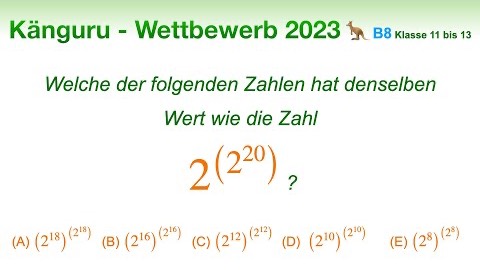 Känguru - Wettbewerb 2023 🦘 B8 Klasse 11 bis 13
Welche der folgenden Zahlen hat denselben
Wert wie die Zahl
2^(2^20) ?
(A) (2^18)^(2^18) (B) (2^16)^(2^16) (C) (2^12)^(2^12) (D) (2^10)^(2^10) (E) (2^8)^(2^8)